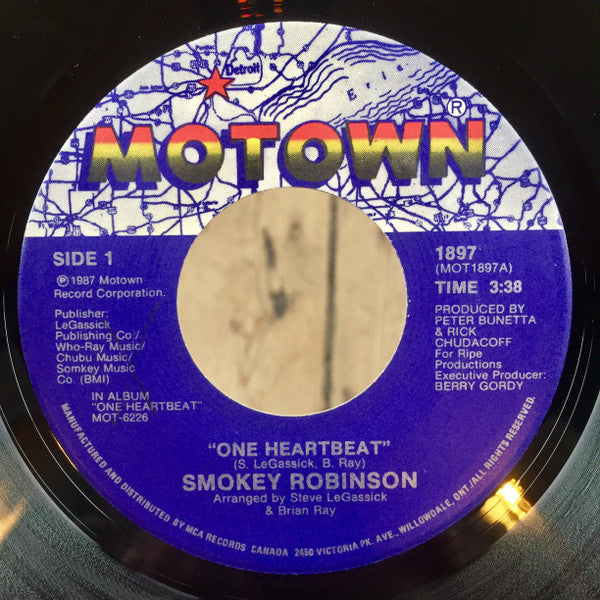 Detroit
Erie
MOTOWN®
SIDE 1
℗1987 Motown
Record Corporation.
Publisher:
LeGassick
Publishing Co./
Who-Ray Music/
Chubu Music/
Somkey Music
Co. (BMI)
IN ALBUM
"ONE HEARTBEAT"
MOT-6226
1897
(MOT1897A)
TIME 3:38
PRODUCED BY
PETER BUNETTA
& RICK
CHUDACOFF
For Ripe
Productions
Executive Producer:
BERRY GORDY
"ONE HEARTBEAT"
(S. LeGassick, B. Ray)
SMOKEY ROBINSON
Arranged by Steve LeGassick
& Brian Ray
MANUFACTURED AND DISTRIBUTED BY MCA RECORDS CANADA 2450 VICTORIA PK. AVE., WILLOWDALE, ONT./ALL RIGHTS RESERVED.